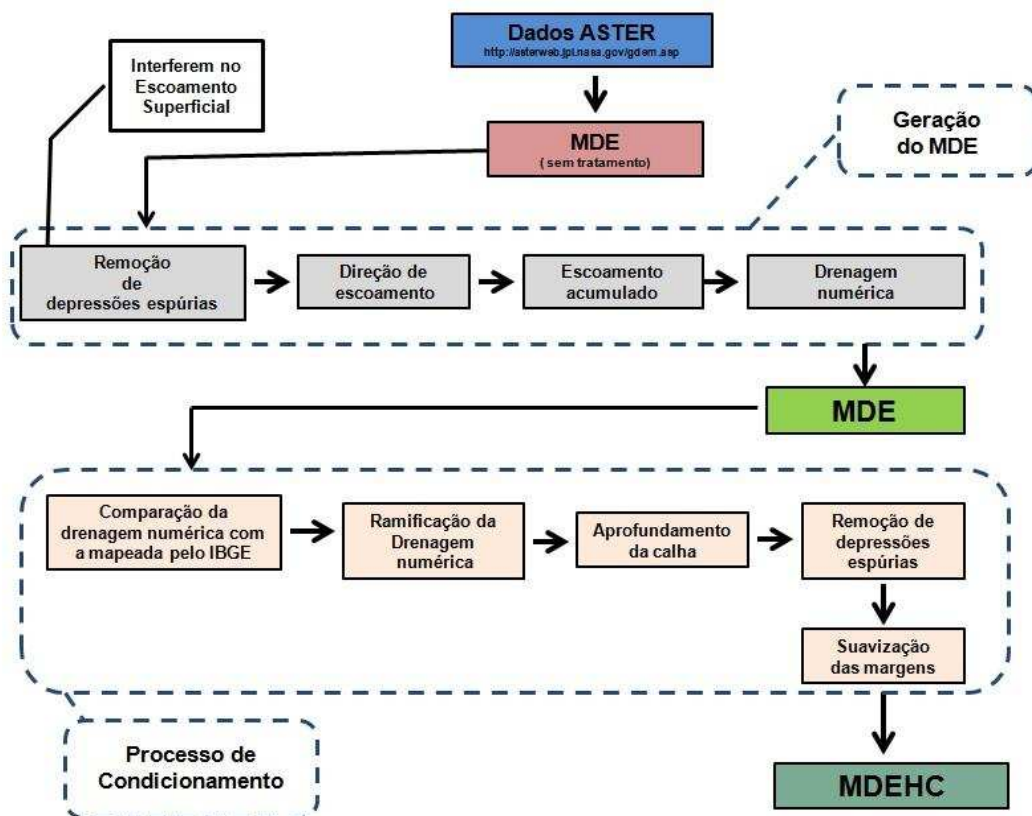 Dados ASTER
http://asterweb.jpl.nasa.gov/gdem.asp
Interferem no
Escoamento
Superficial
MDE
( sem tratamento)
Geração
do MDE
Remoção
de
depressões espúrias
Direção de
escoamento
Escoamento
acumulado
Drenagem
numérica
MDE
Comparação da
drenagem numérica com
a mapeada pelo IBGE
Ramificação da
Drenagem
numérica
Aprofundamento
da calha
Remoção de
depressões
espúrias
Suavização
das margens
Processo de
Condicionamento
MDEHC